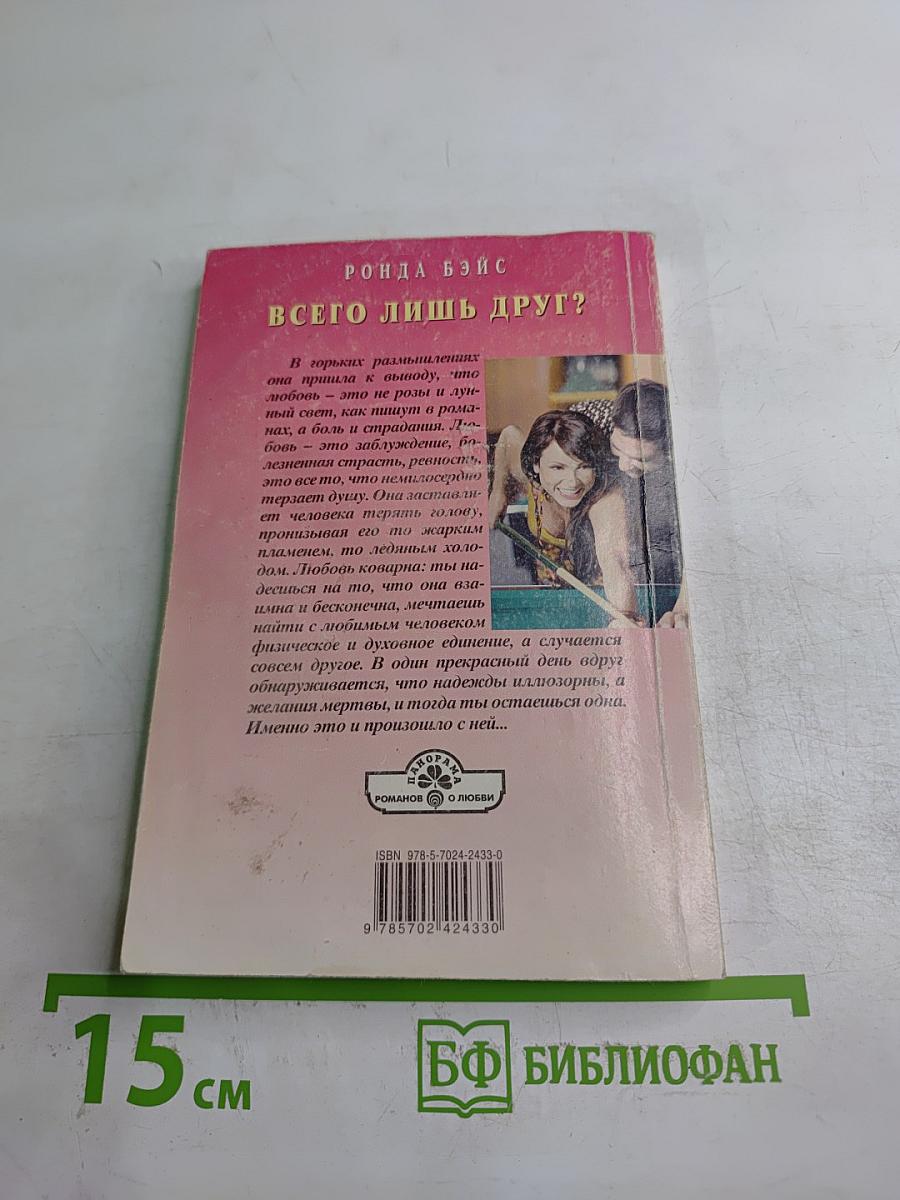 РОНДА БЭЙС
ВСЕГО ЛИШЬ ДРУГ?
В горьких размышлениях
она пришла к выводу, что
любовь – это не розы и лун-
ный свет, как пишут в рома-
нах, а боль и страдания. Лю-
бовь – это заблуждение, бо-
лезненная страсть, ревность,
это все то, что немилосердно
терзает душу. Она заставля-
ет человека терять голову,
пронизывая его то жарким
пламенем, то ледяным холо-
дом. Любовь коварна: ты на-
деешься на то, что она вза-
имна и бесконечна, мечтаешь
найти с любимым человеком
физическое и духовное единение, а случается
совсем другое. В один прекрасный день вдруг
обнаруживается, что надежды иллюзорны, а
желания мертвы, и тогда ты остаешься одна.
Именно это и произошло с ней...
ПАНОРАМА
РОМАНОВ О ЛЮБВИ
ISBN 978-5-7024-2433-0
9 785702 424330
15 см
БФ БИБЛИОФАН